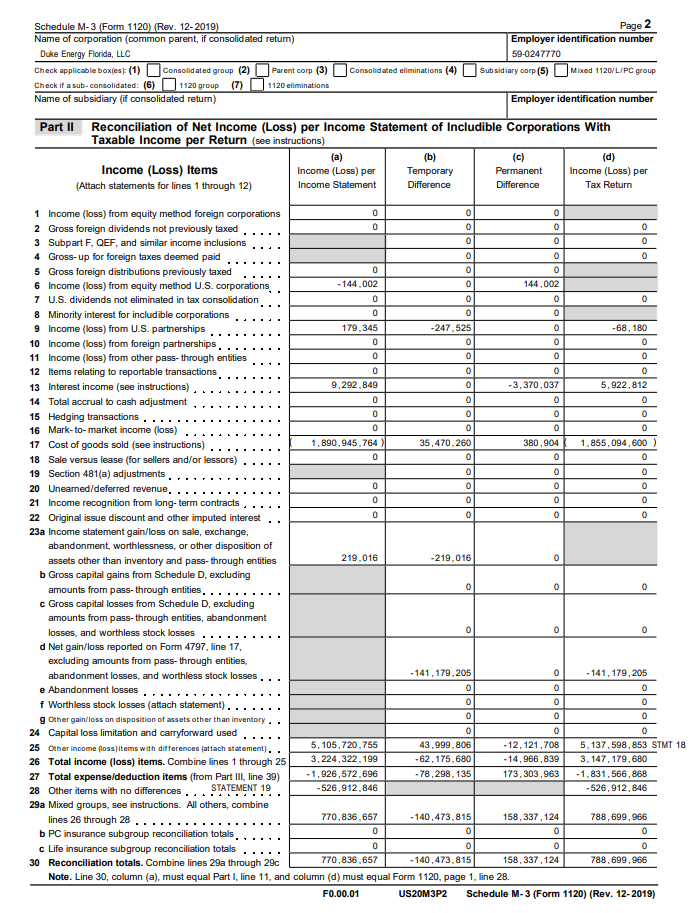 Schedule M-3 (Form 1120) (Rev. 12-2019) Page 2
Name of corporation (common parent, if consolidated return) Employer identification number
Duke Energy Florida, LLC 59-0247770
Check applicable box(es): (1) Consolidated group (2) Parent corp (3) Consolidated eliminations (4) Subsidiary corp (5) Mixed 1120/L/PC group
Check if a sub-consolidated: (6) 1120 group (7) 1120 eliminations
Name of subsidiary (if consolidated return) Employer identification number
Part II Reconciliation of Net Income (Loss) per Income Statement of Includible Corporations With
Taxable Income per Return (see instructions)
(a) (b) (c) (d)
Income (Loss) Items Income (Loss) per Temporary Permanent Income (Loss) per
(Attach statements for lines 1 through 12) Income Statement Difference Difference Tax Return
1 Income (loss) from equity method foreign corporations 0 0 0
2 Gross foreign dividends not previously taxed 0 0 0 0
3 Subpart F, QEF, and similar income inclusions 0 0 0
4 Gross-up for foreign taxes deemed paid 0 0 0
5 Gross foreign distributions previously taxed 0 0 0
6 Income (loss) from equity method U.S. corporations -144,002 0 144,002
7 U.S. dividends not eliminated in tax consolidation 0 0 0 0
8 Minority interest for includible corporations 0 0 0
9 Income (loss) from U.S. partnerships 179,345 -247,525 0 -68,180
10 Income (loss) from foreign partnerships 0 0 0 0
11 Income (loss) from other pass-through entities 0 0 0 0
12 Items relating to reportable transactions 0 0 0 0
13 Interest income (see instructions) 9,292,849 0 -3,370,037 5,922,812
14 Total accrual to cash adjustment 0 0 0 0
15 Hedging transactions 0 0 0 0
16 Mark-to-market income (loss) 0 0 0 0
17 Cost of goods sold (see instructions) ( 1,890,945,764 ) 35,470,260 380,904 ( 1,855,094,600 )
18 Sale versus lease (for sellers and/or lessors) 0 0 0 0
19 Section 481(a) adjustments 0 0 0
20 Unearned/deferred revenue 0 0 0 0
21 Income recognition from long-term contracts 0 0 0 0
22 Original issue discount and other imputed interest 0 0 0 0
23a Income statement gain/loss on sale, exchange,
abandonment, worthlessness, or other disposition of
assets other than inventory and pass-through entities 219,016 -219,016 0
b Gross capital gains from Schedule D, excluding
amounts from pass-through entities 0 0 0
c Gross capital losses from Schedule D, excluding
amounts from pass-through entities, abandonment
losses, and worthless stock losses 0 0 0
d Net gain/loss reported on Form 4797, line 17,
excluding amounts from pass-through entities,
abandonment losses, and worthless stock losses -141,179,205 0 -141,179,205
e Abandonment losses 0 0 0
f Worthless stock losses (attach statement) 0 0 0
g Other gain/loss on disposition of assets other than inventory 0 0 0
24 Capital loss limitation and carryforward used 0 0 0
25 Other income (loss) items with differences (attach statement) 5,105,720,755 43,999,806 -12,121,708 5,137,598,853 STMT 18
26 Total income (loss) items. Combine lines 1 through 25 3,224,322,199 -62,175,680 -14,966,839 3,147,179,680
27 Total expense/deduction items (from Part III, line 39) -1,926,572,696 -78,298,135 173,303,963 -1,831,566,868
28 Other items with no differences STATEMENT 19 -526,912,846 -526,912,846
29a Mixed groups, see instructions. All others, combine
lines 26 through 28 770,836,657 -140,473,815 158,337,124 788,699,966
b PC insurance subgroup reconciliation totals 0 0 0 0
c Life insurance subgroup reconciliation totals 0 0 0 0
30 Reconciliation totals. Combine lines 29a through 29c 770,836,657 -140,473,815 158,337,124 788,699,966
Note. Line 30, column (a), must equal Part I, line 11, and column (d) must equal Form 1120, page 1, line 28.
F0.00.01 US20M3P2 Schedule M-3 (Form 1120) (Rev. 12-2019)